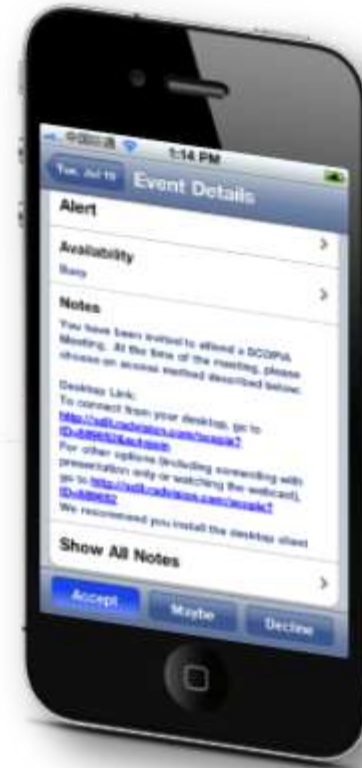 1:14 PM
Tue, Jul 19
Event Details
Alert
Availability
Busy
Notes
You have been invited to attend a SCOPIA
Meeting. At the time of the meeting, please
choose an access method described below:
Desktop Link:
To connect from your desktop, go to
For other options (including connecting with
presentation only or watching the webcast),
go to
We recommend you install the desktop client
Show All Notes
Accept
Maybe
Decline